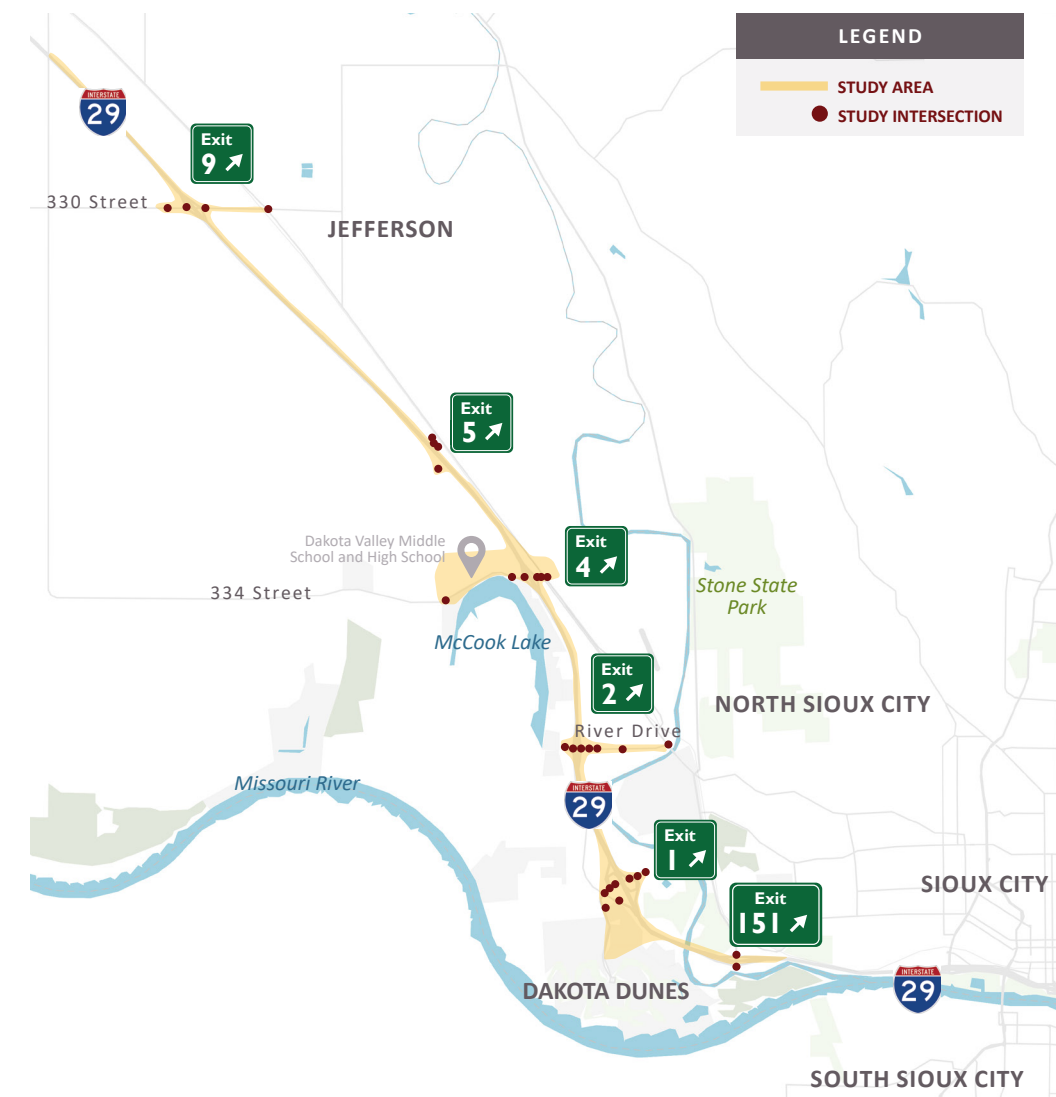 LEGEND
STUDY AREA
STUDY INTERSECTION
INTERSTATE
29
Exit
9
330 Street
JEFFERSON
Exit
5
Dakota Valley Middle
School and High School
Exit
4
334 Street
Stone State
Park
McCook Lake
Exit
2
NORTH SIOUX CITY
River Drive
Missouri River
INTERSTATE
29
Exit
1
SIOUX CITY
Exit
151
DAKOTA DUNES
INTERSTATE
29
SOUTH SIOUX CITY